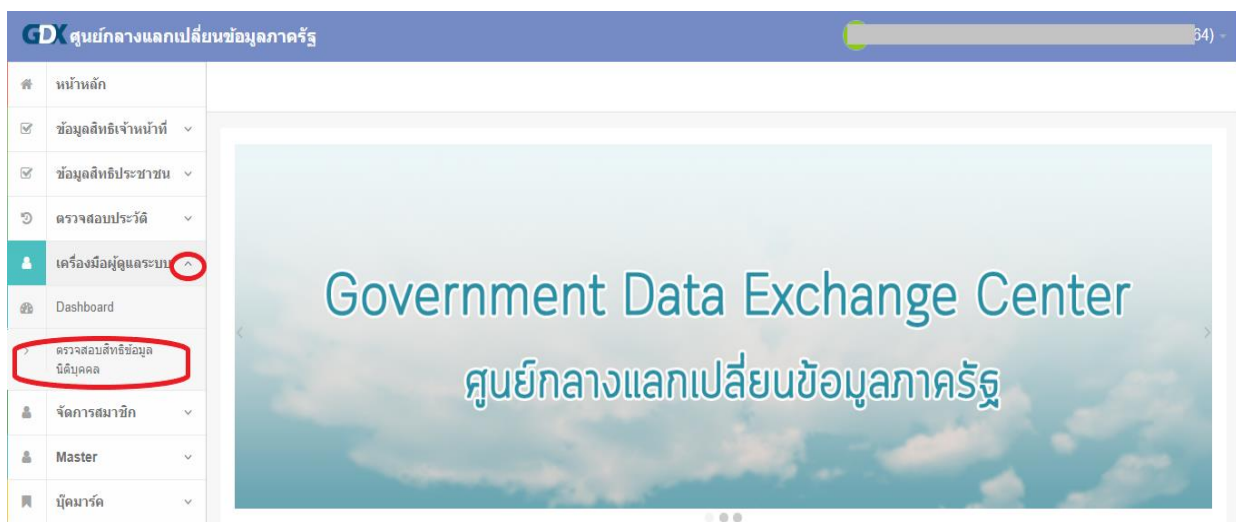 GDX ศูนย์กลางแลกเปลี่ยนข้อมูลภาครัฐ
64)
หน้าหลัก
ข้อมูลสิทธิเจ้าหน้าที่
ข้อมูลสิทธิประชาชน
ตรวจสอบประวัติ
เครื่องมือผู้ดูแลระบบ
Dashboard
ตรวจสอบสิทธิข้อมูล
นิติบุคคล
จัดการสมาชิก
Master
บุ๊คมาร์ค
Government Data Exchange Center
ศูนย์กลางแลกเปลี่ยนข้อมูลภาครัฐ